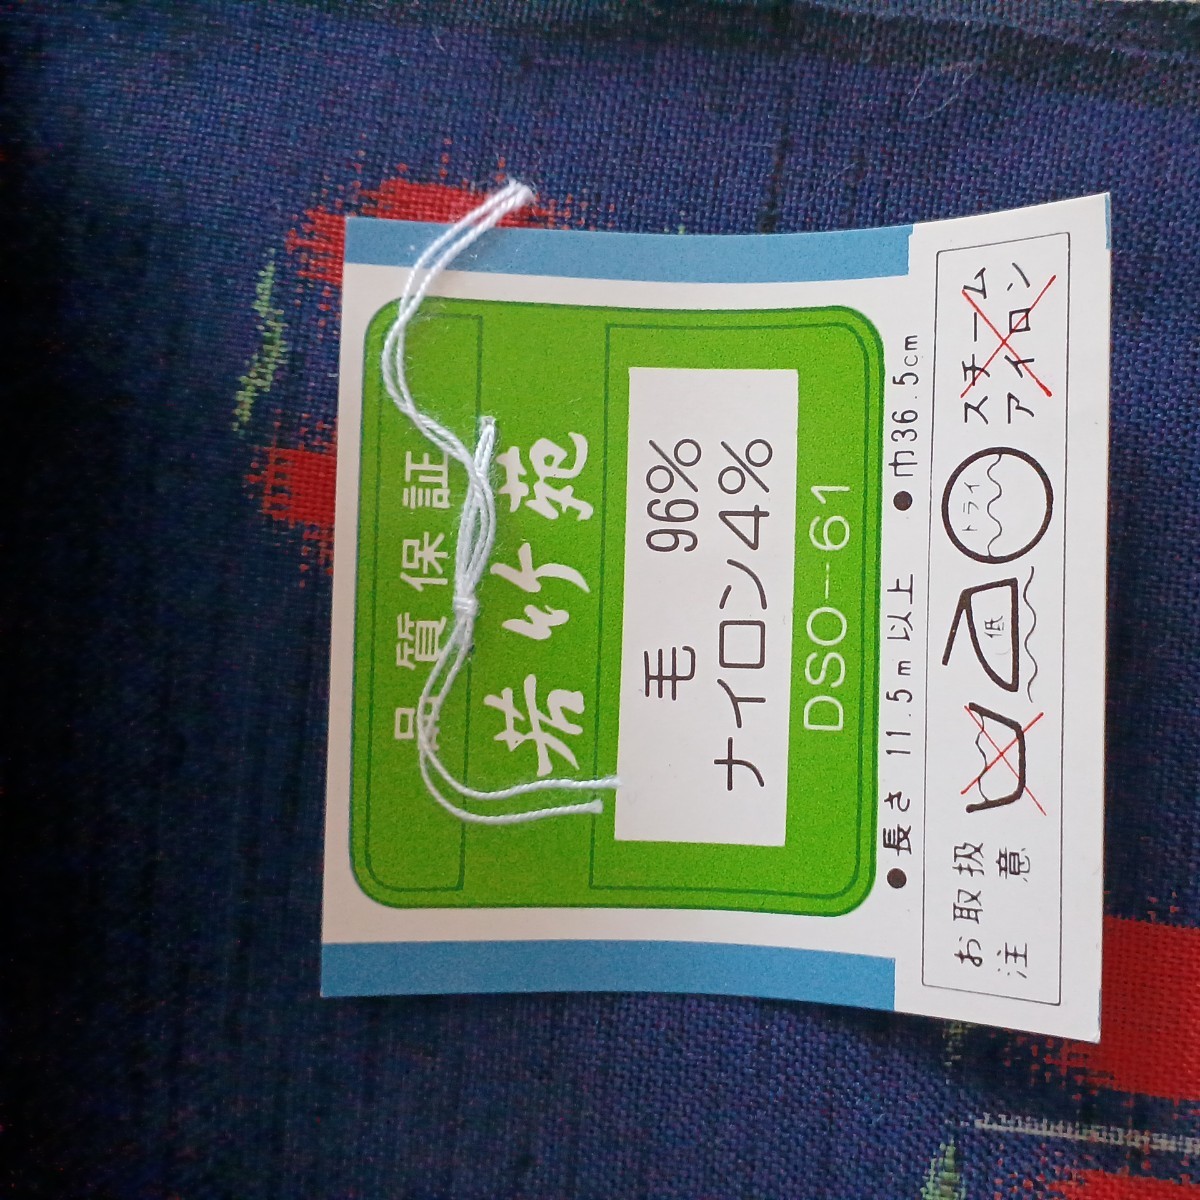 品質保証
若竹苑
毛 96%
ナイロン4%
DSO-61
●長さ 11.5m以上 ●巾36.5cm
お取扱
注意
低
ドライ
スチーム
アイロン